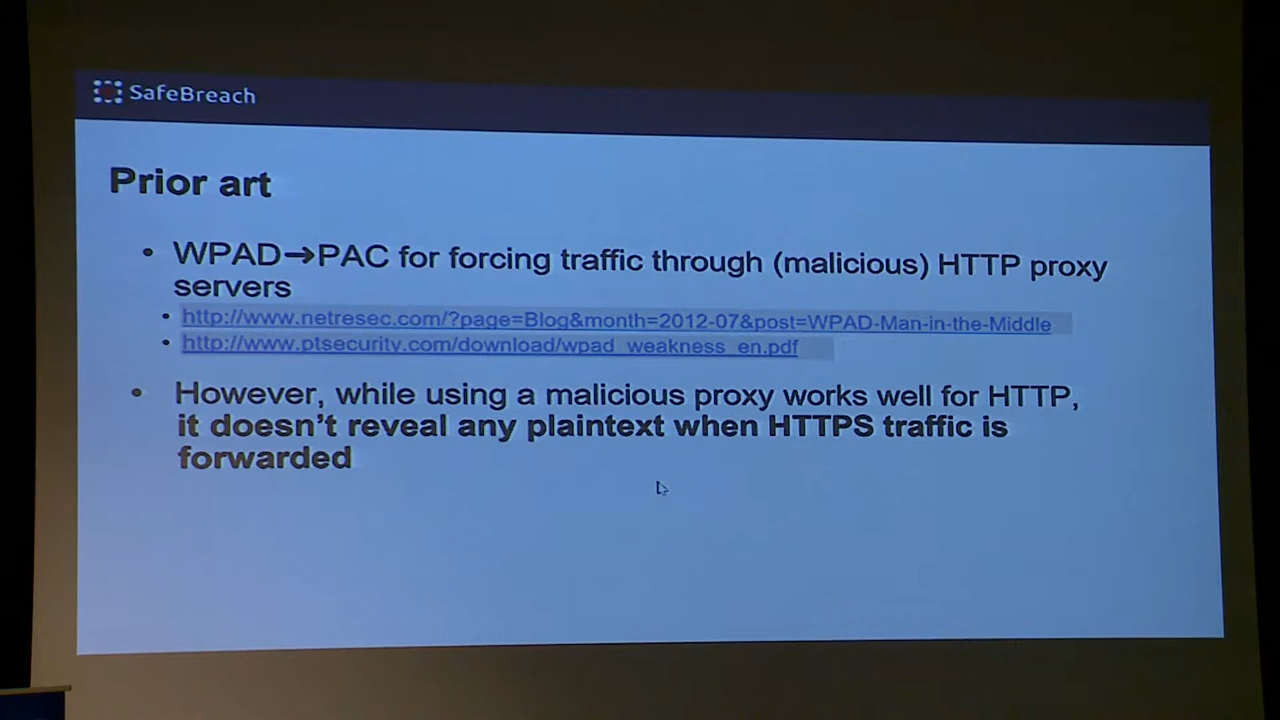 SafeBreach
Prior art
• WPAD→PAC for forcing traffic through (malicious) HTTP proxy
servers
• http://www.netresec.com/?page=Blog&month=2012-07&post=WPAD-Man-in-the-Middle
• http://www.ptsecurity.com/download/wpad_weakness_en.pdf
• However, while using a malicious proxy works well for HTTP,
it doesn’t reveal any plaintext when HTTPS traffic is
forwarded